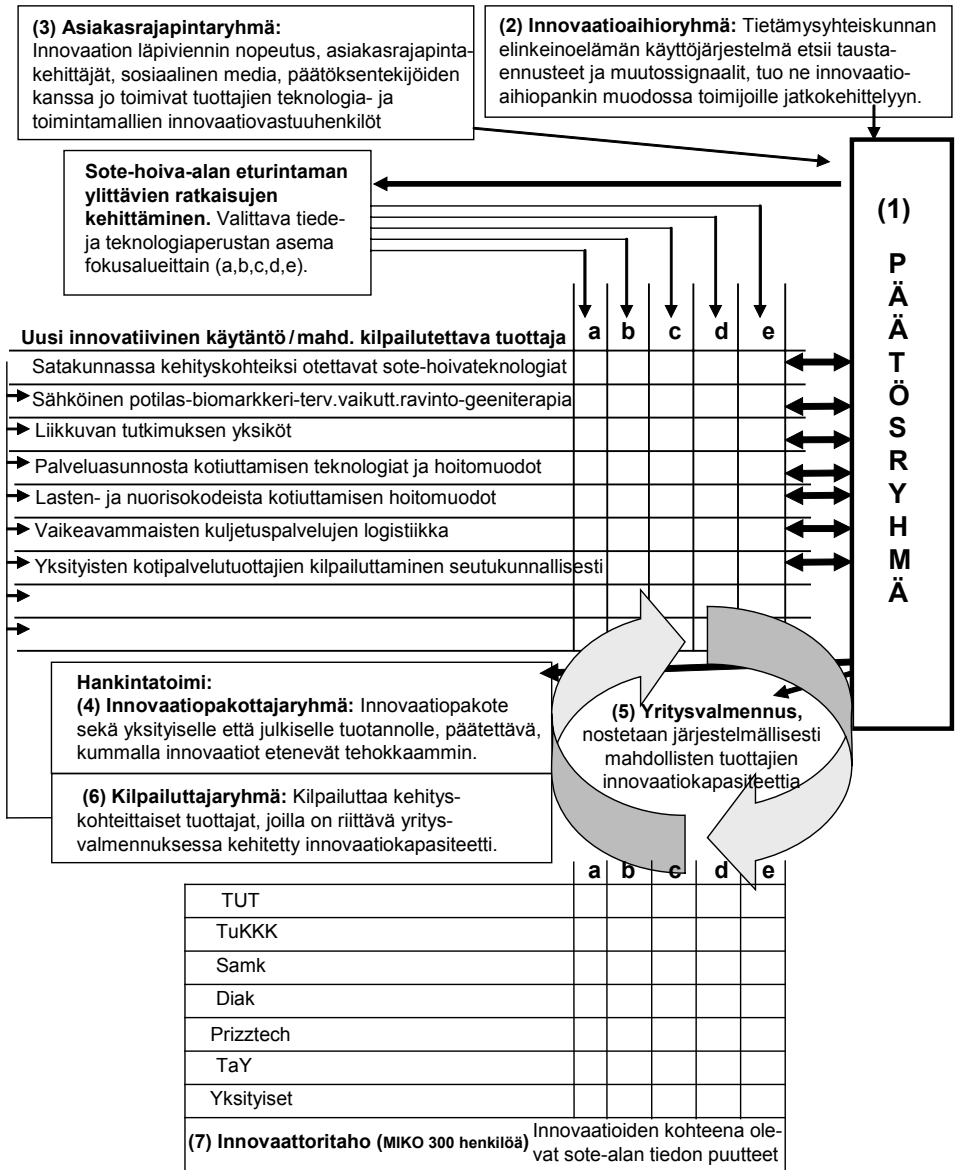 (3) Asiakasrajapintaryhmä:
Innovaation läpiviennin nopeutus, asiakasrajapinta-
kehittäjät, sosiaalinen media, päätöksentekijöiden
kanssa jo toimivat tuottajien teknologia- ja
toimintamallien innovaatiovastuuhenkilöt
(2) Innovaatioaihioryhmä: Tietämysyhteiskunnan
elinkeinoelämän käyttöjärjestelmä etsii tausta-
ennusteet ja muutossignaalit, tuo ne innovaatio-
aihiopankin muodossa toimijoille jatkokehittelyyn.
Sote-hoiva-alan eturintaman
ylittävien ratkaisujen
kehittäminen. Valittava tiede-
ja teknologiaperustan asema
fokusalueittain (a,b,c,d,e).
(1)
P
Ä
Ä
T
Ö
S
R
Y
H
M
Ä
Uusi innovatiivinen käytäntö / mahd. kilpailutettava tuottaja a b c d e
Satakunnassa kehityskohteiksi otettavat sote-hoivateknologiat
Sähköinen potilas-biomarkkeri-terv.vaikutt.ravinto-geeniterapia
Liikkuvan tutkimuksen yksiköt
Palveluasunnosta kotiuttamisen teknologiat ja hoitomuodot
Lasten- ja nuorisokodeista kotiuttamisen hoitomuodot
Vaikeavammaisten kuljetuspalvelujen logistiikka
Yksityisten kotipalvelutuottajien kilpailuttaminen seutukunnallisesti
Hankintatoimi:
(4) Innovaatiopakottajaryhmä: Innovaatiopakote
sekä yksityiselle että julkiselle tuotannolle, päätettävä,
kummalla innovaatiot etenevät tehokkaammin.
(5) Yritysvalmennus,
nostetaan järjestelmällisesti
mahdollisten tuottajien
innovaatiokapasiteettia
(6) Kilpailuttajaryhmä: Kilpailuttaa kehitys-
kohteittaiset tuottajat, joilla on riittävä yritys-
valmennuksessa kehitetty innovaatiokapasiteetti.
a b c d e
TUT
TuKKK
Samk
Diak
Prizztech
TaY
Yksityiset
(7) Innovaattoritaho (MIKO 300 henkilöä)
Innovaatioiden kohteena ole-
vat sote-alan tiedon puutteet